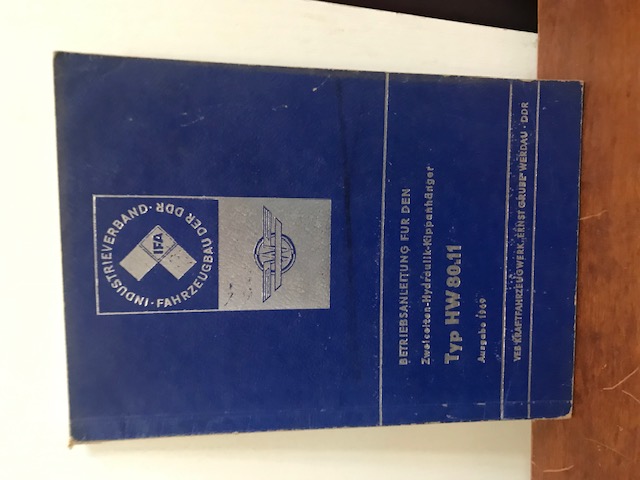 INDUSTRIEVERBAND · FAHRZEUGBAU DER DDR ·
IFA
BETRIEBSANLEITUNG FÜR DEN
Zweiseiten-Hydraulik-Kippanhänger
Typ HW 80.11
Ausgabe 1969
VEB KRAFTFAHRZEUGWERK „ERNST GRUBE“ WERDAU · DDR